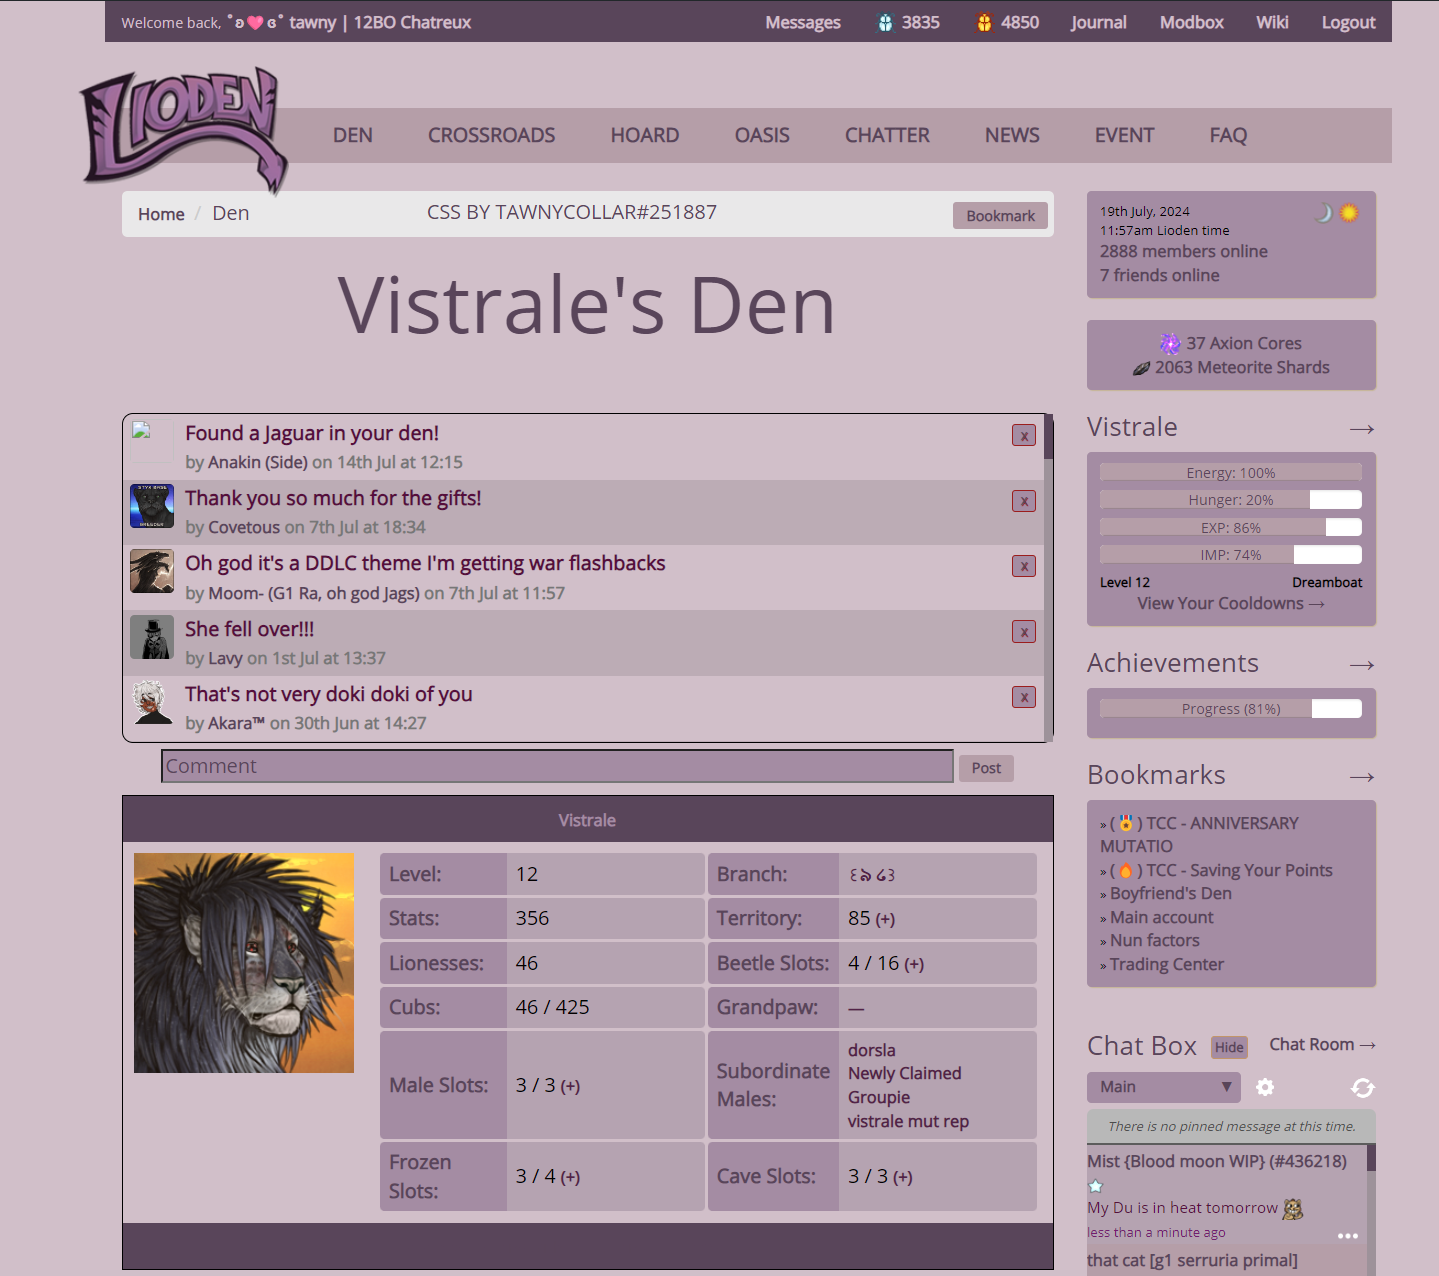 Welcome back, ˚ʚ💗ɞ˚ tawny | 12BO Chatreux
Messages
3835
4850
Journal
Modbox
Wiki
Logout
LIODEN
DEN
CROSSROADS
HOARD
OASIS
CHATTER
NEWS
EVENT
FAQ
Home / Den
CSS BY TAWNYCOLLAR#251887
Bookmark
Vistrale's Den
Found a Jaguar in your den!
x
by Anakin (Side) on 14th Jul at 12:15
Thank you so much for the gifts!
x
by Covetous on 7th Jul at 18:34
Oh god it's a DDLC theme I'm getting war flashbacks
x
by Moom- (G1 Ra, oh god Jags) on 7th Jul at 11:57
She fell over!!!
x
by Lavy on 1st Jul at 13:37
That's not very doki doki of you
x
by Akara™ on 30th Jun at 14:27
Comment
Post
Vistrale
Level: 12
Branch:
Stats: 356
Territory: 85 (+)
Lionesses: 46
Beetle Slots: 4 / 16 (+)
Cubs: 46 / 425
Grandpaw: —
Male Slots: 3 / 3 (+)
Subordinate
Males:
dorsla
Newly Claimed
Groupie
vistrale mut rep
Frozen
Slots:
3 / 4 (+)
Cave Slots: 3 / 3 (+)
19th July, 2024
11:57am Lioden time
2888 members online
7 friends online
37 Axion Cores
2063 Meteorite Shards
Vistrale →
Energy: 100%
Hunger: 20%
EXP: 86%
IMP: 74%
Level 12
Dreamboat
View Your Cooldowns →
Achievements →
Progress (81%)
Bookmarks →
» (🏅) TCC - ANNIVERSARY
MUTATIO
» (🔥) TCC - Saving Your Points
» Boyfriend's Den
» Main account
» Nun factors
» Trading Center
Chat Box
Hide
Chat Room →
Main ▼
There is no pinned message at this time.
Mist {Blood moon WIP} (#436218)
My Du is in heat tomorrow
less than a minute ago
•••
that cat [g1 serruria primal]